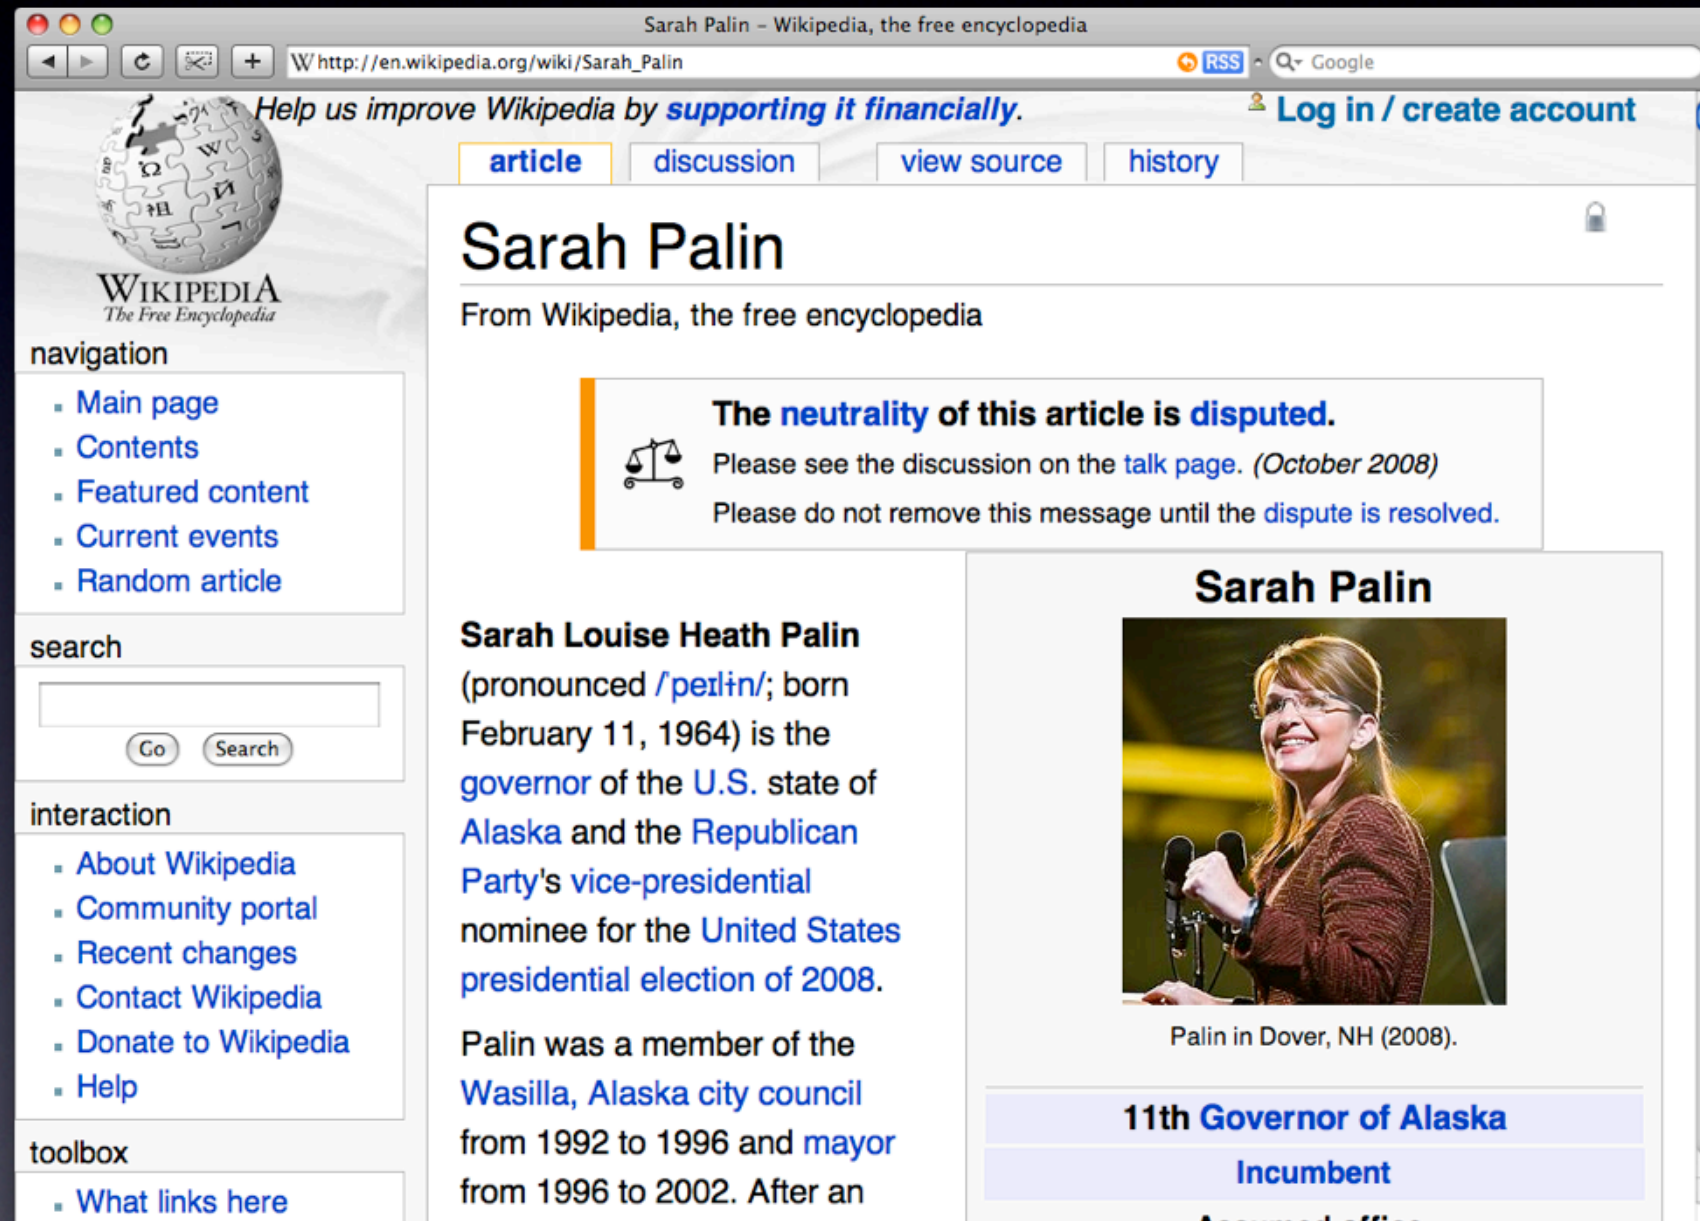 Sarah Palin – Wikipedia, the free encyclopedia
W http://en.wikipedia.org/wiki/Sarah_Palin
RSS
Google
Help us improve Wikipedia by supporting it financially.
Log in / create account
article
discussion
view source
history
WIKIPEDIA
The Free Encyclopedia
navigation
Main page
Contents
Featured content
Current events
Random article
search
Go
Search
interaction
About Wikipedia
Community portal
Recent changes
Contact Wikipedia
Donate to Wikipedia
Help
toolbox
What links here
Sarah Palin
From Wikipedia, the free encyclopedia
The neutrality of this article is disputed.
Please see the discussion on the talk page. (October 2008)
Please do not remove this message until the dispute is resolved.
Sarah Louise Heath Palin
(pronounced /ˈpeɪlɨn/; born
February 11, 1964) is the
governor of the U.S. state of
Alaska and the Republican
Party's vice-presidential
nominee for the United States
presidential election of 2008.
Palin was a member of the
Wasilla, Alaska city council
from 1992 to 1996 and mayor
from 1996 to 2002. After an
Sarah Palin
Palin in Dover, NH (2008).
11th Governor of Alaska
Incumbent